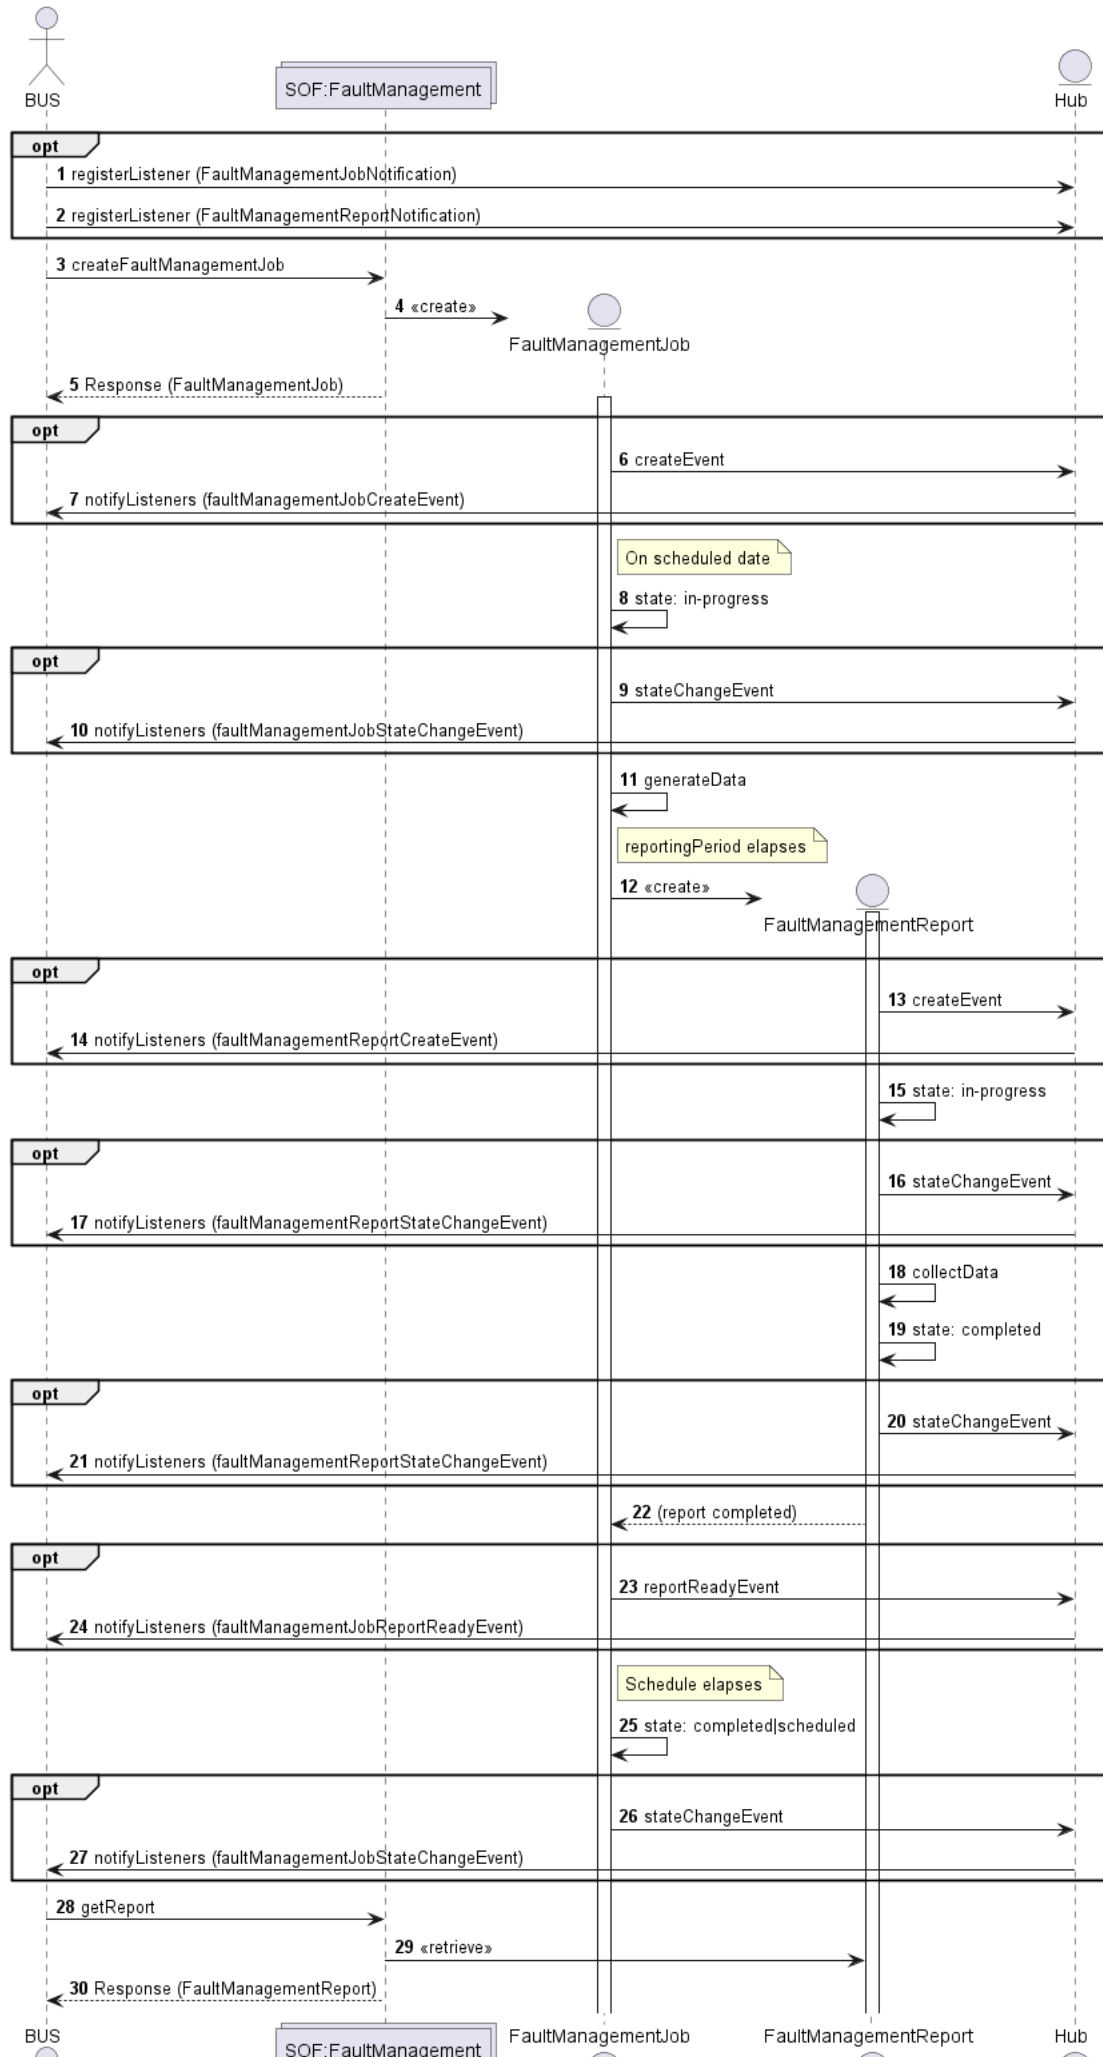 BUS
SOF:FaultManagement
Hub
opt
1 registerListener (FaultManagementJobNotification)
2 registerListener (FaultManagementReportNotification)
3 createFaultManagementJob
4 «create»
FaultManagementJob
5 Response (FaultManagementJob)
opt
6 createEvent
7 notifyListeners (faultManagementJobCreateEvent)
On scheduled date
8 state: in-progress
opt
9 stateChangeEvent
10 notifyListeners (faultManagementJobStateChangeEvent)
11 generateData
reportingPeriod elapses
12 «create»
FaultManagementReport
opt
13 createEvent
14 notifyListeners (faultManagementReportCreateEvent)
15 state: in-progress
opt
16 stateChangeEvent
17 notifyListeners (faultManagementReportStateChangeEvent)
18 collectData
19 state: completed
opt
20 stateChangeEvent
21 notifyListeners (faultManagementReportStateChangeEvent)
22 (report completed)
opt
23 reportReadyEvent
24 notifyListeners (faultManagementJobReportReadyEvent)
Schedule elapses
25 state: completed|scheduled
opt
26 stateChangeEvent
27 notifyListeners (faultManagementJobStateChangeEvent)
28 getReport
29 «retrieve»
30 Response (FaultManagementReport)
BUS
SOF:FaultManagement
FaultManagementJob
FaultManagementReport
Hub